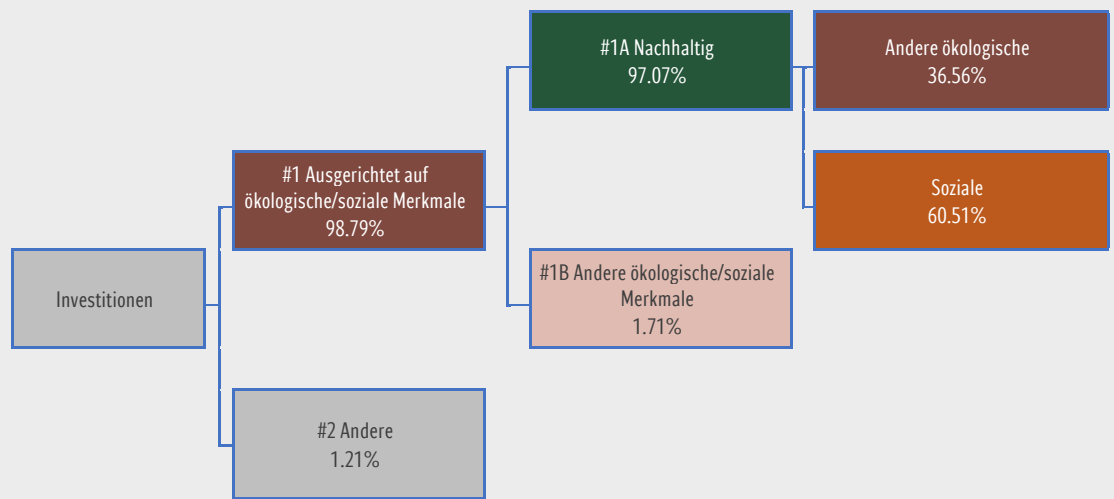 #1A Nachhaltig
97.07%
Andere ökologische
36.56%
#1 Ausgerichtet auf
ökologische/soziale Merkmale
98.79%
Soziale
60.51%
Investitionen
#1B Andere ökologische/soziale
Merkmale
1.71%
#2 Andere
1.21%